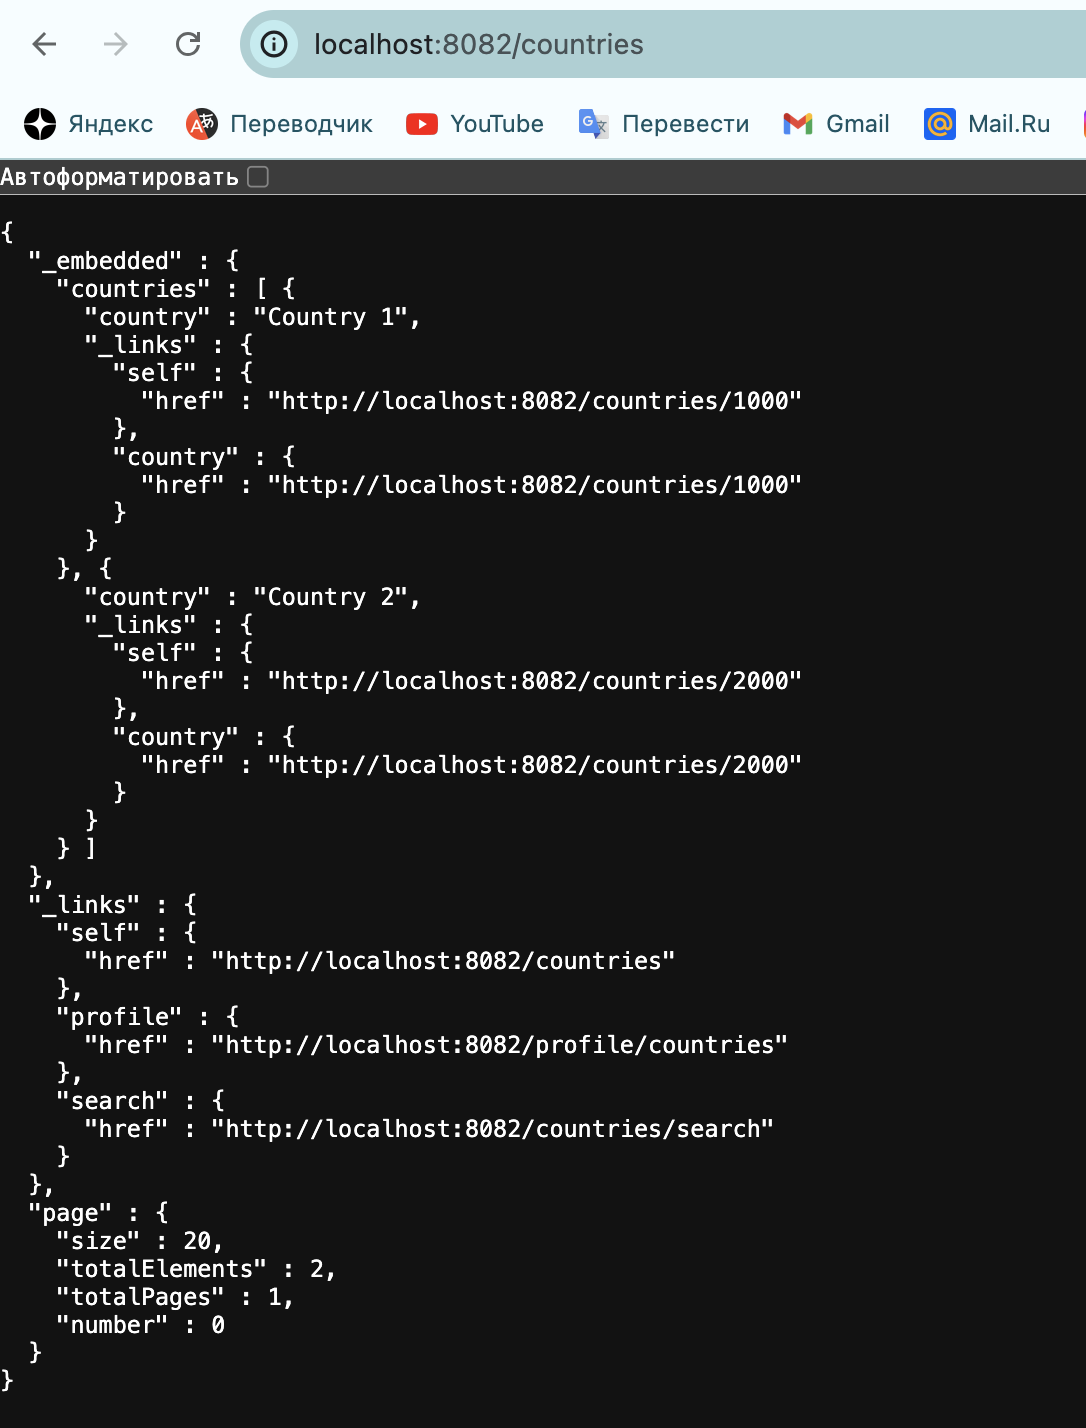 localhost:8082/countries
Яндекс Переводчик YouTube Перевести Gmail Mail.Ru
Автоформатировать
{
  "_embedded" : {
    "countries" : [ {
      "country" : "Country 1",
      "_links" : {
        "self" : {
          "href" : "http://localhost:8082/countries/1000"
        },
        "country" : {
          "href" : "http://localhost:8082/countries/1000"
        }
      }
    }, {
      "country" : "Country 2",
      "_links" : {
        "self" : {
          "href" : "http://localhost:8082/countries/2000"
        },
        "country" : {
          "href" : "http://localhost:8082/countries/2000"
        }
      }
    } ]
  },
  "_links" : {
    "self" : {
      "href" : "http://localhost:8082/countries"
    },
    "profile" : {
      "href" : "http://localhost:8082/profile/countries"
    },
    "search" : {
      "href" : "http://localhost:8082/countries/search"
    }
  },
  "page" : {
    "size" : 20,
    "totalElements" : 2,
    "totalPages" : 1,
    "number" : 0
  }
}